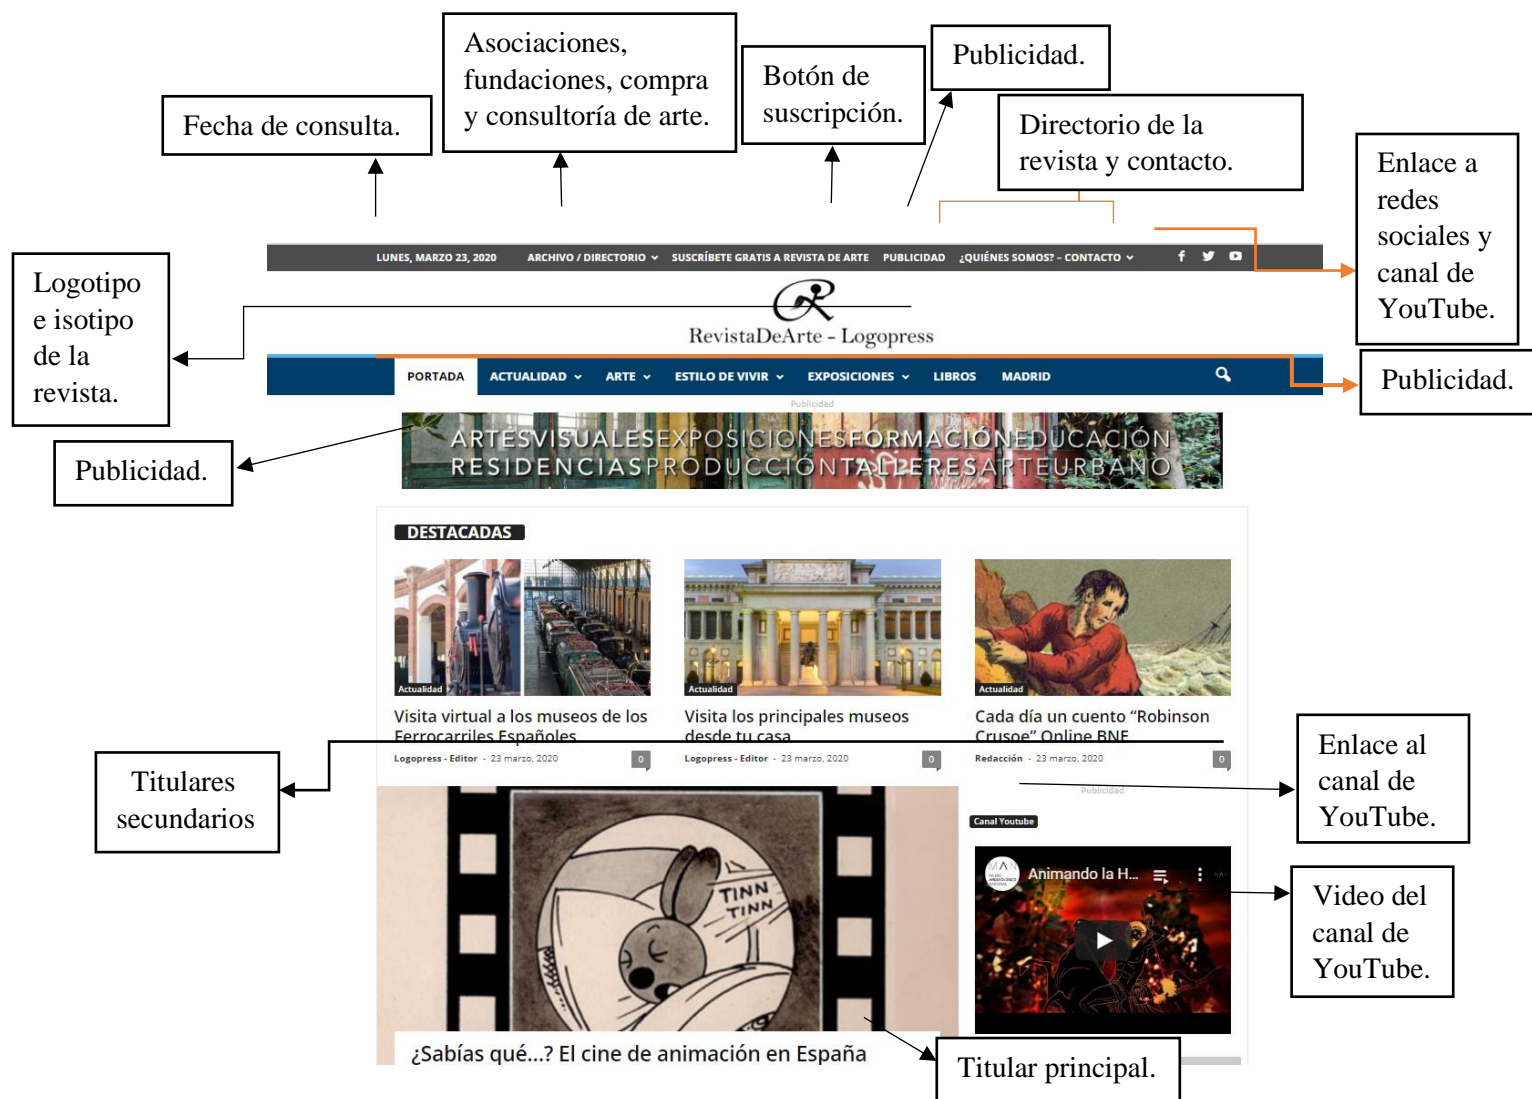 Asociaciones,
fundaciones, compra
y consultoría de arte.
Publicidad.
Botón de
suscripción.
Fecha de consulta.
Directorio de la
revista y contacto.
Enlace a
redes
sociales y
canal de
YouTube.
LUNES, MARZO 23, 2020 ARCHIVO / DIRECTORIO SUSCRÍBETE GRATIS A REVISTA DE ARTE PUBLICIDAD ¿QUIÉNES SOMOS? – CONTACTO
Logotipo
e isotipo
de la
revista.
RevistaDeArte – Logopress
PORTADA ACTUALIDAD ARTE ESTILO DE VIVIR EXPOSICIONES LIBROS MADRID
Publicidad.
Publicidad
ARTESVISUALESEXPOSICIONESFORMACIÓNEDUCACIÓN
RESIDENCIASPRODUCCIÓNTALLERESARTEURBANO
Publicidad.
DESTACADAS
Actualidad
Actualidad
Actualidad
Visita virtual a los museos de los
Ferrocarriles Españoles
Logopress - Editor - 23 marzo, 2020 0
Visita los principales museos
desde tu casa
Logopress - Editor - 23 marzo, 2020 0
Cada día un cuento “Robinson
Crusoe” Online BNE
Redacción - 23 marzo, 2020 0
Titulares
secundarios
Enlace al
canal de
YouTube.
Publicidad
Canal Youtube
MAN
Animando la H...
TINN
TINN
Video del
canal de
YouTube.
¿Sabías qué...? El cine de animación en España
Titular principal.